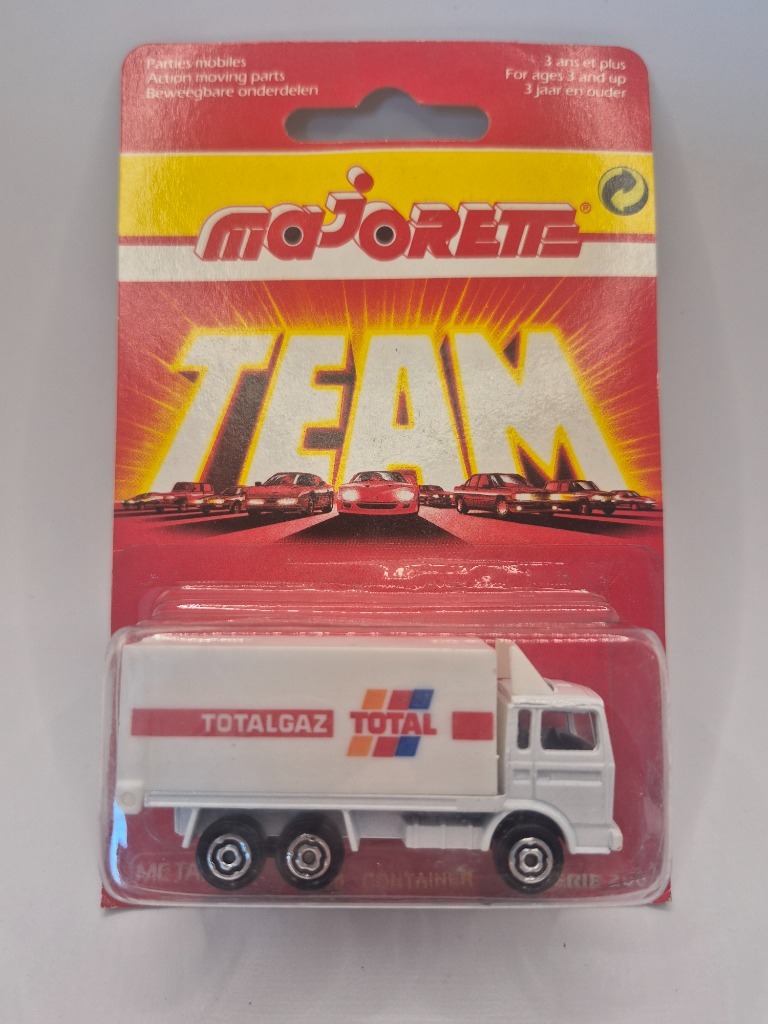 Parties mobiles
Action moving parts
Beweegbare onderdelen
3 ans et plus
For ages 3 and up
3 jaar en ouder
majORETTE®
TEAM
TOTALGAZ TOTAL
CONTAINER